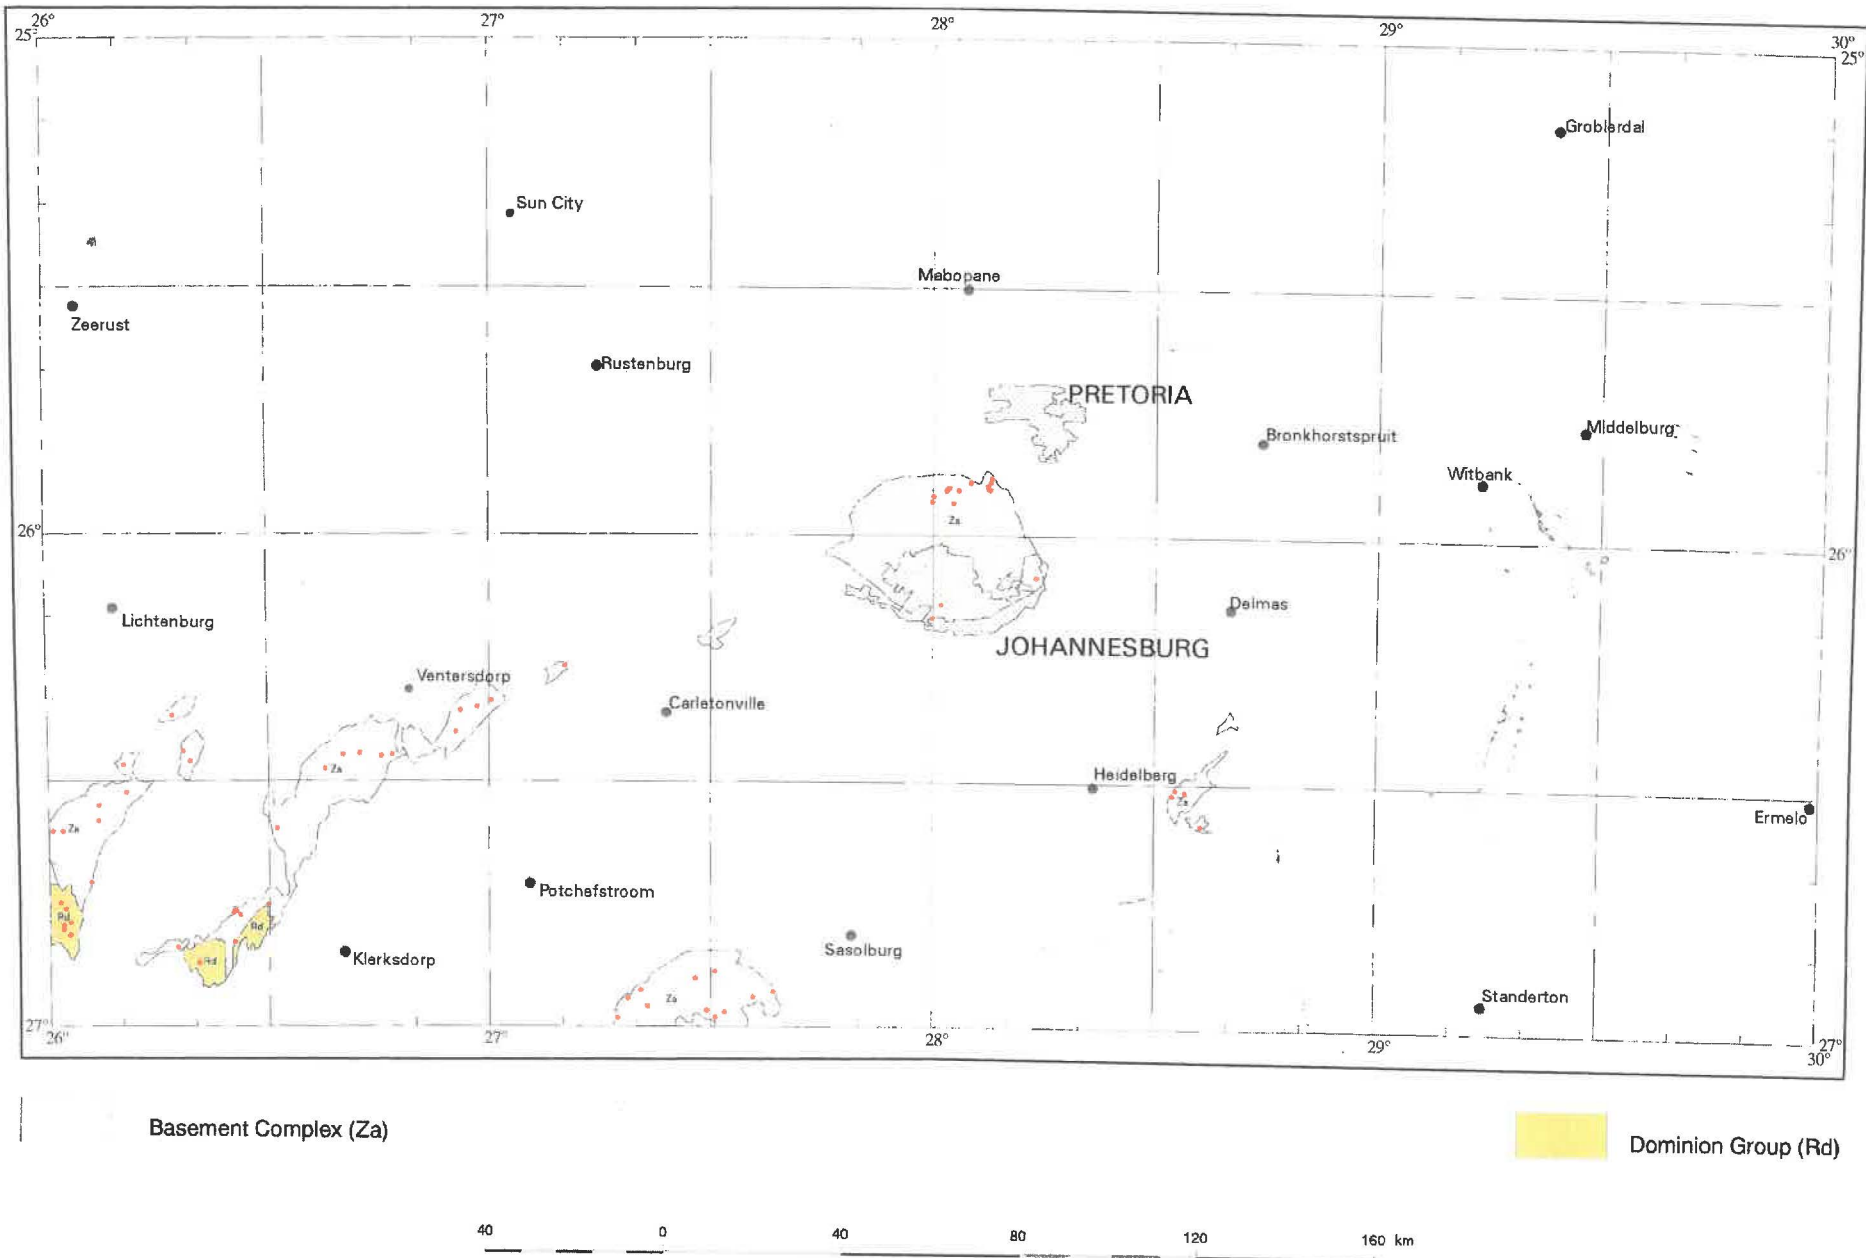 26° 27° 28° 29° 30°
25° 25°
Groblerdal
Sun City
Mabopane
Zeerust
Rustenburg
PRETORIA
Bronkhorstspruit
Middelburg
Witbank
Za
26° 26°
Delmas
Lichtenburg
JOHANNESBURG
Ventersdorp
Carletonville
Za
Heidelberg
Za
Ermelo
Za
Potchefstroom
Rd
Rd
Sasolburg
Klerksdorp
Rd
Za
Standerton
27° 27°
26° 27° 28° 29° 30°
Basement Complex (Za)
Dominion Group (Rd)
40 0 40 80 120 160 km